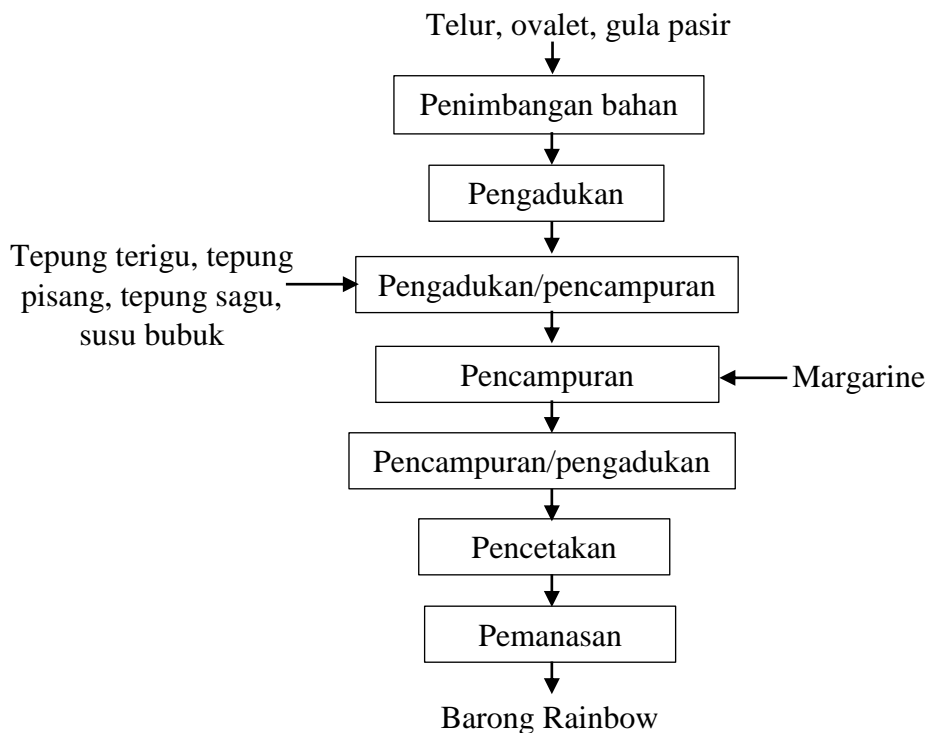 Telur, ovalet, gula pasir
Penimbangan bahan
Pengadukan
Tepung terigu, tepung
pisang, tepung sagu,
susu bubuk
Pengadukan/pencampuran
Pencampuran
Margarine
Pencampuran/pengadukan
Pencetakan
Pemanasan
Barong Rainbow